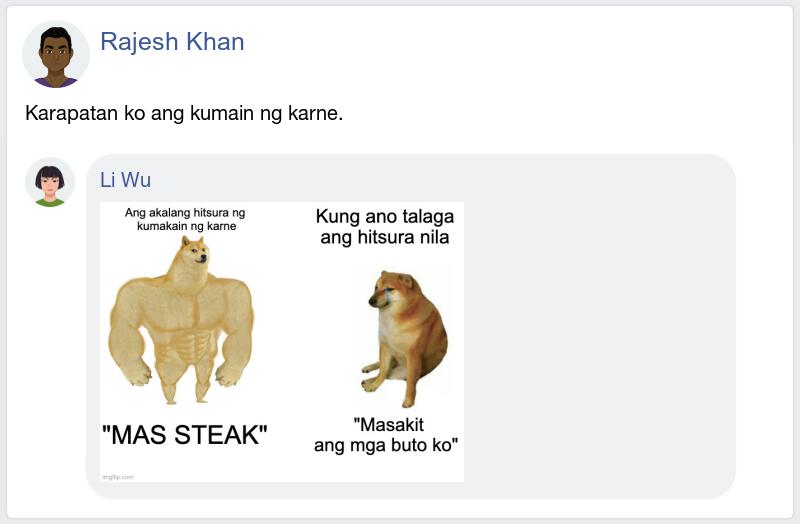 Rajesh Khan
Karapatan ko ang kumain ng karne.
Li Wu
Ang akalang hitsura ng
kumakain ng karne
"MAS STEAK"
Kung ano talaga
ang hitsura nila
"Masakit
ang mga buto ko"
imgflip.com